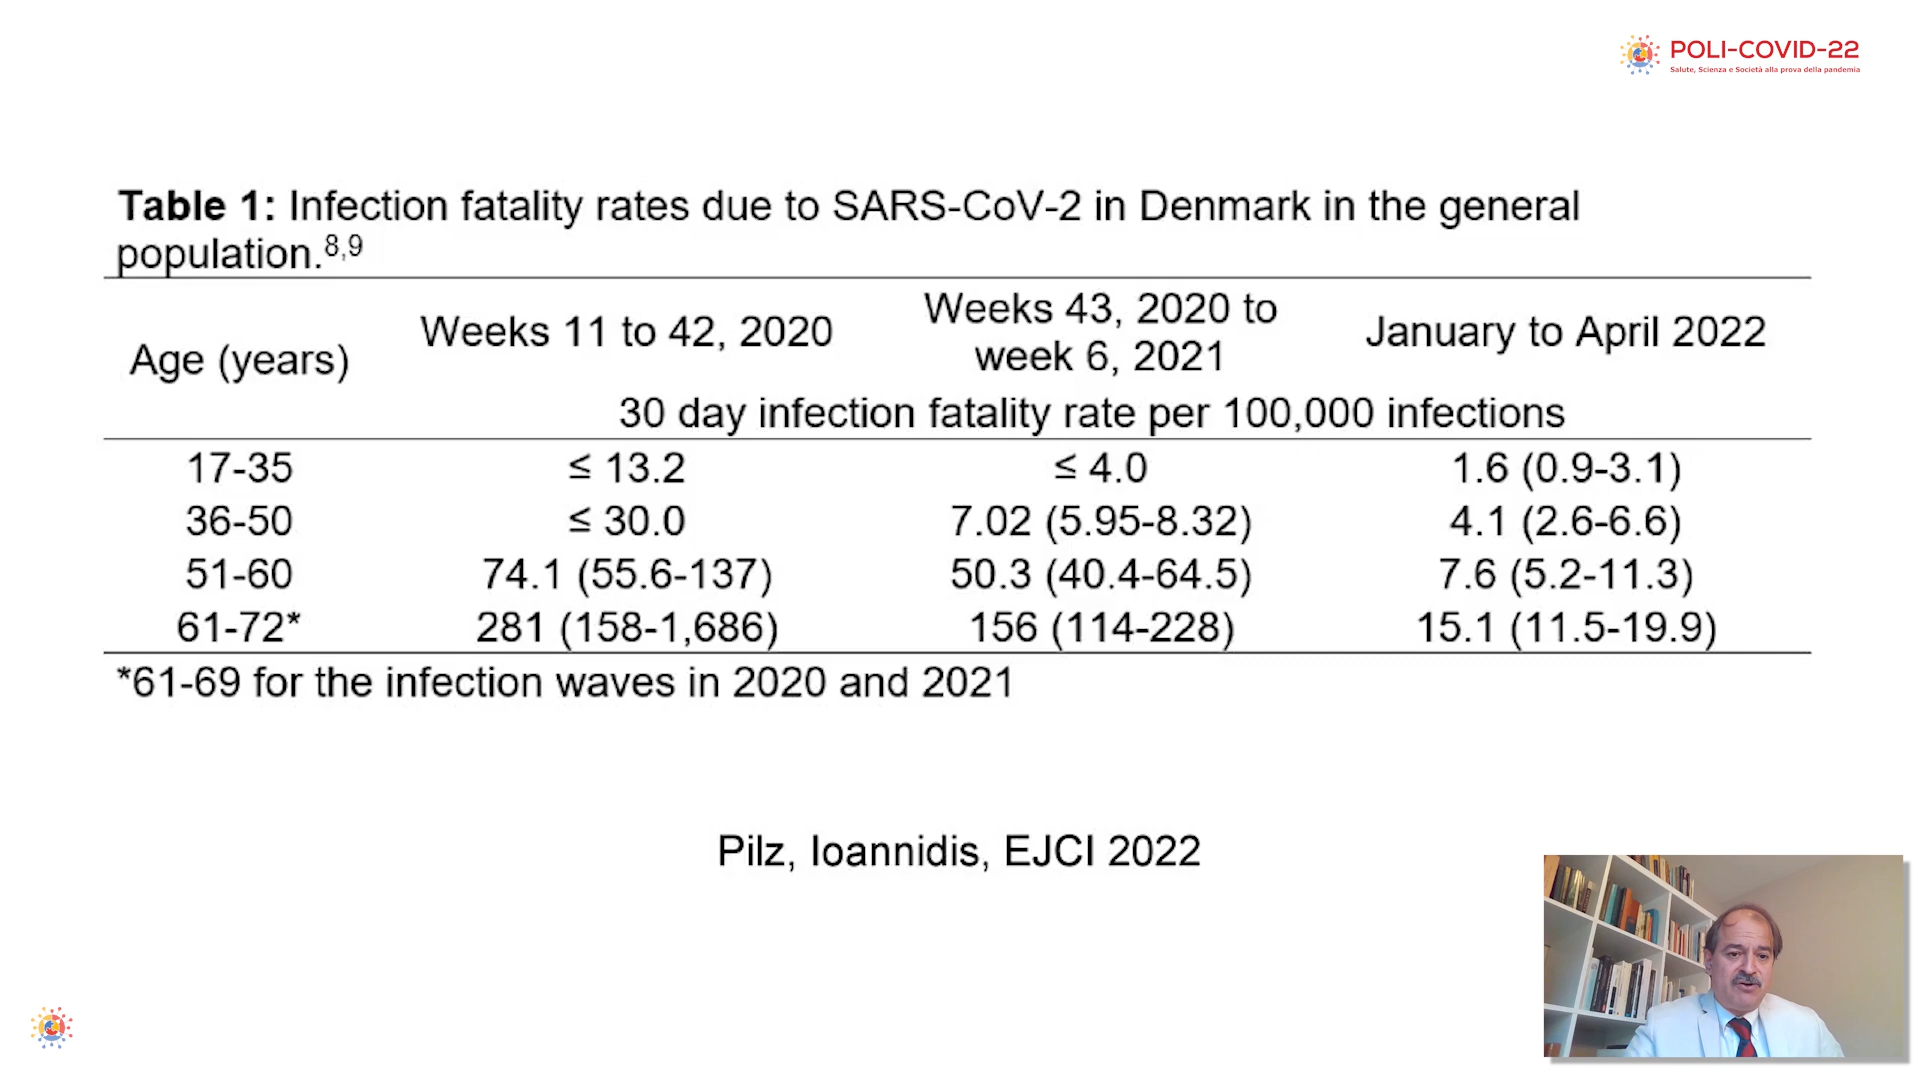 POLI-COVID-22
Salute, Scienza e Società alla prova della pandemia
Table 1: Infection fatality rates due to SARS-CoV-2 in Denmark in the general
population.8,9
Age (years) Weeks 11 to 42, 2020 Weeks 43, 2020 to week 6, 2021 January to April 2022
30 day infection fatality rate per 100,000 infections
17-35 ≤ 13.2 ≤ 4.0 1.6 (0.9-3.1)
36-50 ≤ 30.0 7.02 (5.95-8.32) 4.1 (2.6-6.6)
51-60 74.1 (55.6-137) 50.3 (40.4-64.5) 7.6 (5.2-11.3)
61-72* 281 (158-1,686) 156 (114-228) 15.1 (11.5-19.9)
*61-69 for the infection waves in 2020 and 2021
Pilz, Ioannidis, EJCI 2022